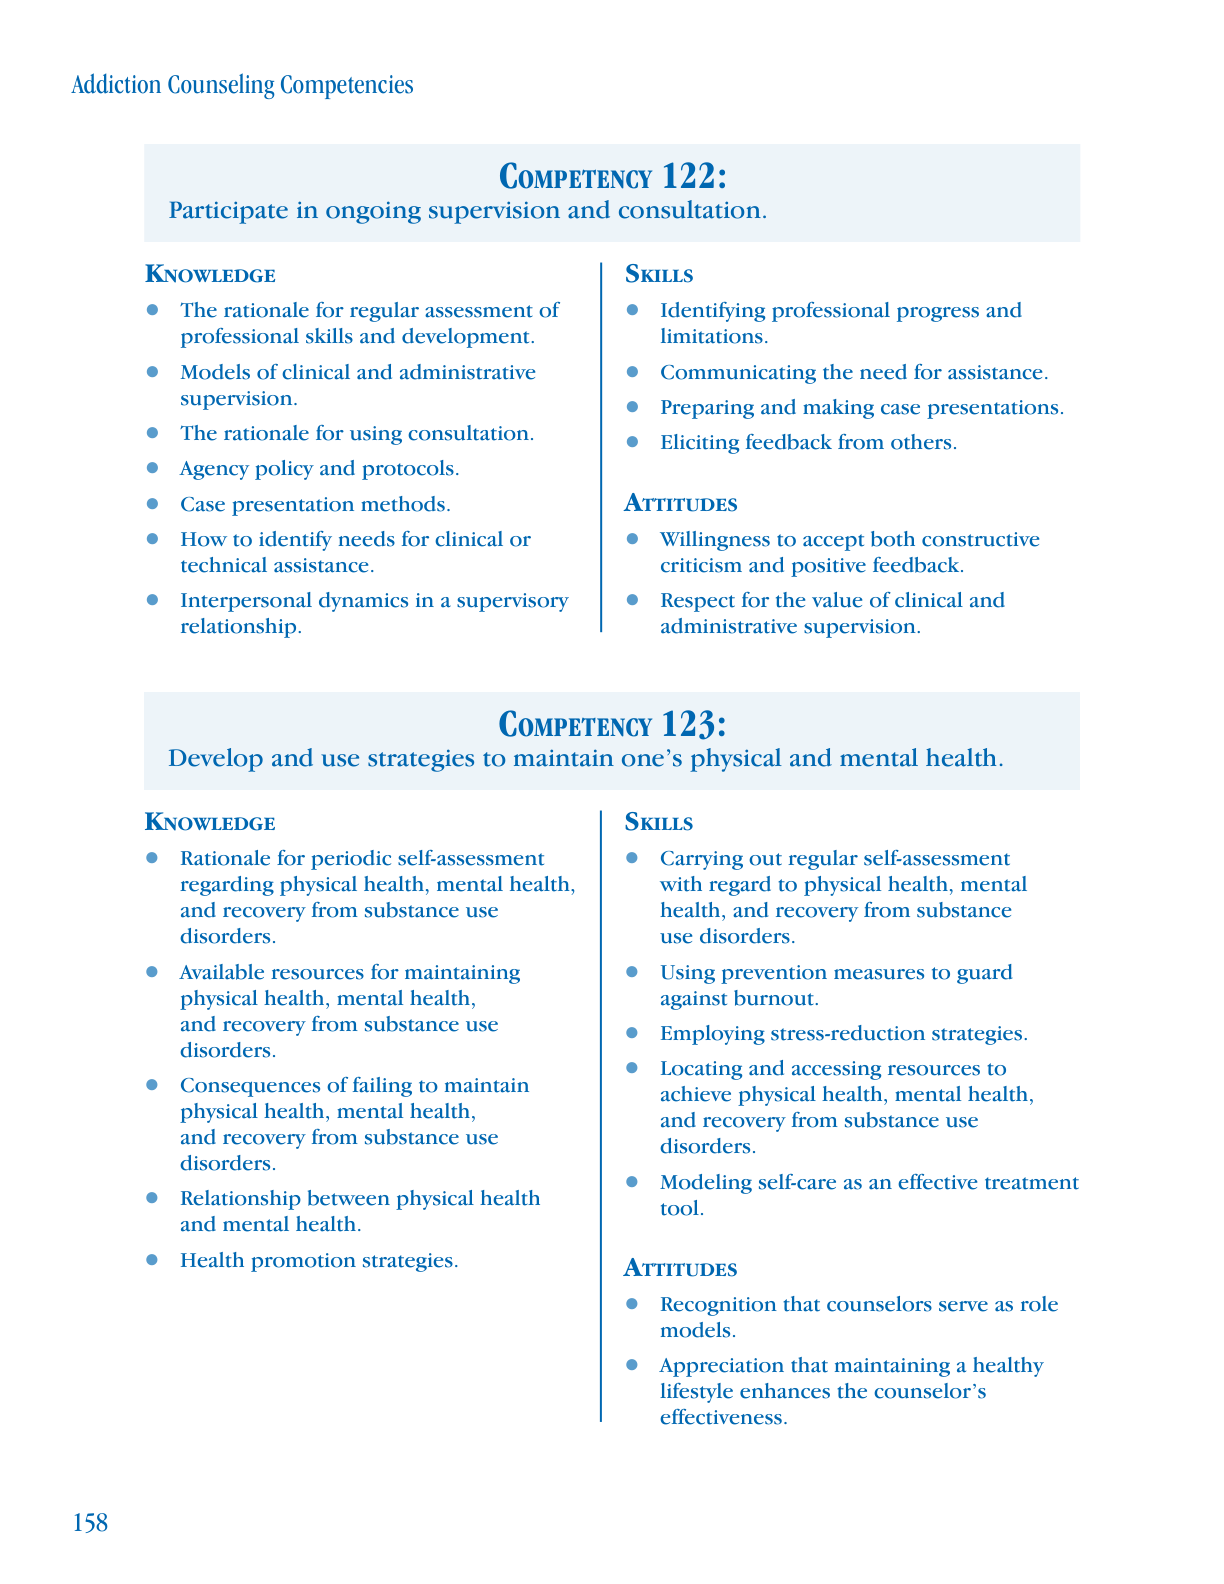 Addiction Counseling Competencies
Competency 122:
Participate in ongoing supervision and consultation.
Knowledge
● The rationale for regular assessment of
professional skills and development.
● Models of clinical and administrative
supervision.
● The rationale for using consultation.
● Agency policy and protocols.
● Case presentation methods.
● How to identify needs for clinical or
technical assistance.
● Interpersonal dynamics in a supervisory
relationship.
Skills
● Identifying professional progress and
limitations.
● Communicating the need for assistance.
● Preparing and making case presentations.
● Eliciting feedback from others.
Attitudes
● Willingness to accept both constructive
criticism and positive feedback.
● Respect for the value of clinical and
administrative supervision.
Competency 123:
Develop and use strategies to maintain one’s physical and mental health.
Knowledge
● Rationale for periodic self-assessment
regarding physical health, mental health,
and recovery from substance use
disorders.
● Available resources for maintaining
physical health, mental health,
and recovery from substance use
disorders.
● Consequences of failing to maintain
physical health, mental health,
and recovery from substance use
disorders.
● Relationship between physical health
and mental health.
● Health promotion strategies.
Skills
● Carrying out regular self-assessment
with regard to physical health, mental
health, and recovery from substance
use disorders.
● Using prevention measures to guard
against burnout.
● Employing stress-reduction strategies.
● Locating and accessing resources to
achieve physical health, mental health,
and recovery from substance use
disorders.
● Modeling self-care as an effective treatment
tool.
Attitudes
● Recognition that counselors serve as role
models.
● Appreciation that maintaining a healthy
lifestyle enhances the counselor’s
effectiveness.
158